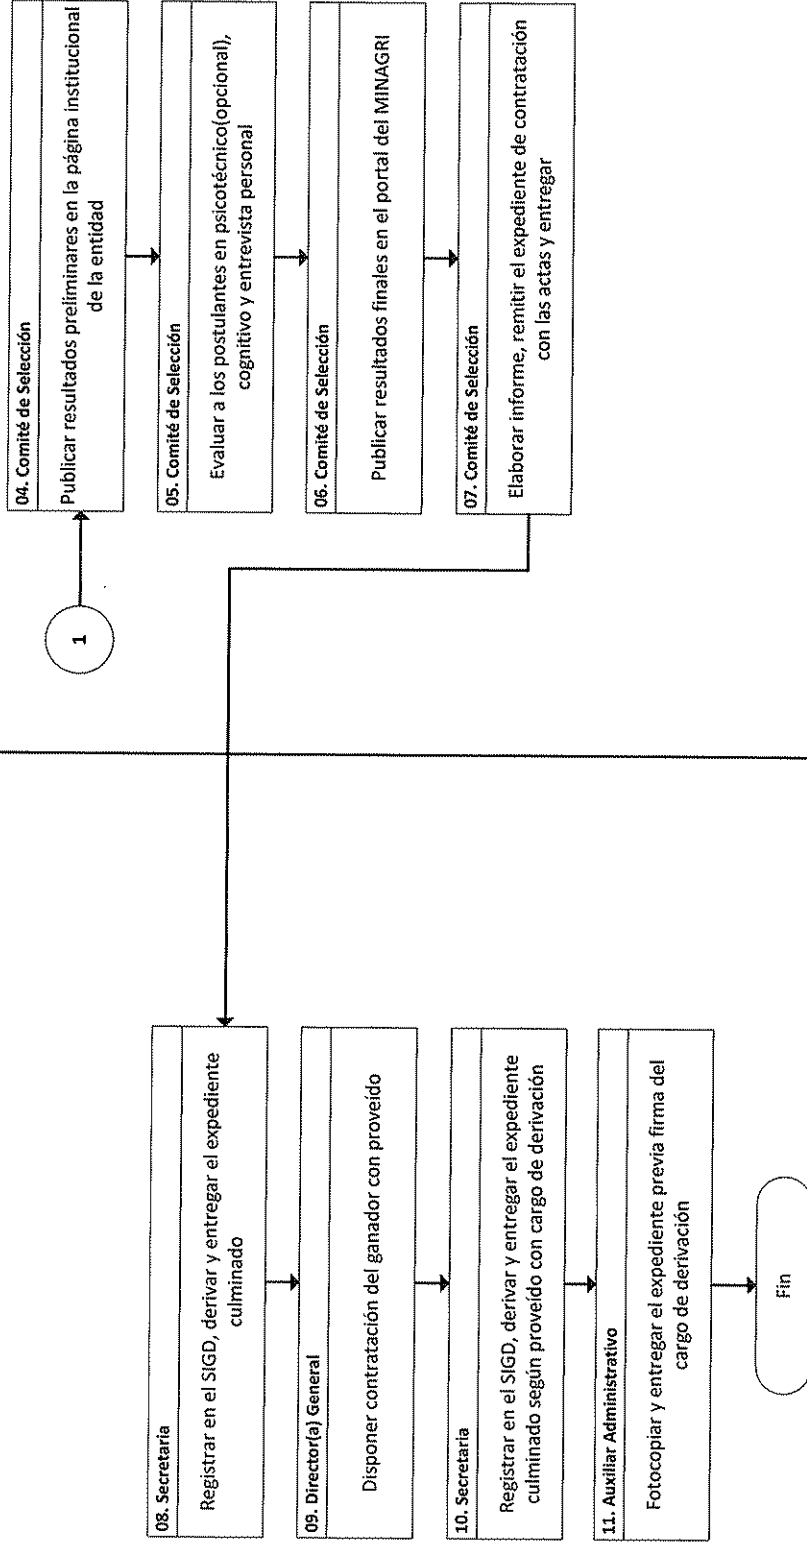 1
04. Comité de Selección
Publicar resultados preliminares en la página institucional
de la entidad
05. Comité de Selección
Evaluar a los postulantes en psicotécnico(opcional),
cognitivo y entrevista personal
06. Comité de Selección
Publicar resultados finales en el portal del MINAGRI
07. Comité de Selección
Elaborar informe, remitir el expediente de contratación
con las actas y entregar
08. Secretaria
Registrar en el SIGD, derivar y entregar el expediente
culminado
09. Director(a) General
Disponer contratación del ganador con proveído
10. Secretaria
Registrar en el SIGD, derivar y entregar el expediente
culminado según proveído con cargo de derivación
11. Auxiliar Administrativo
Fotocopiar y entregar el expediente previa firma del
cargo de derivación
Fin